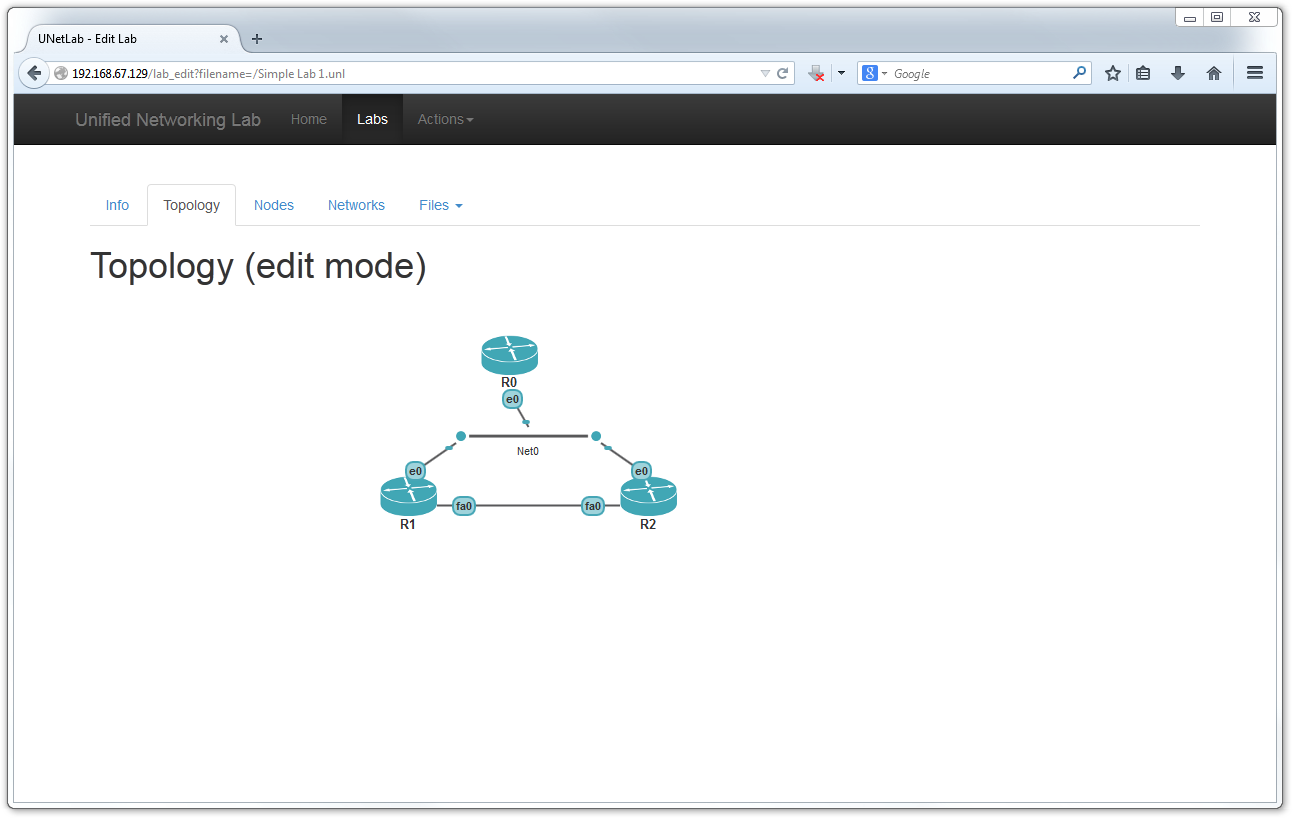 UNetLab - Edit Lab
192.168.67.129/lab_edit?filename=/Simple Lab 1.unl
8 Google
Unified Networking Lab Home Labs Actions
Info Topology Nodes Networks Files
Topology (edit mode)
R0
e0
Net0
e0 e0
fa0 fa0
R1 R2